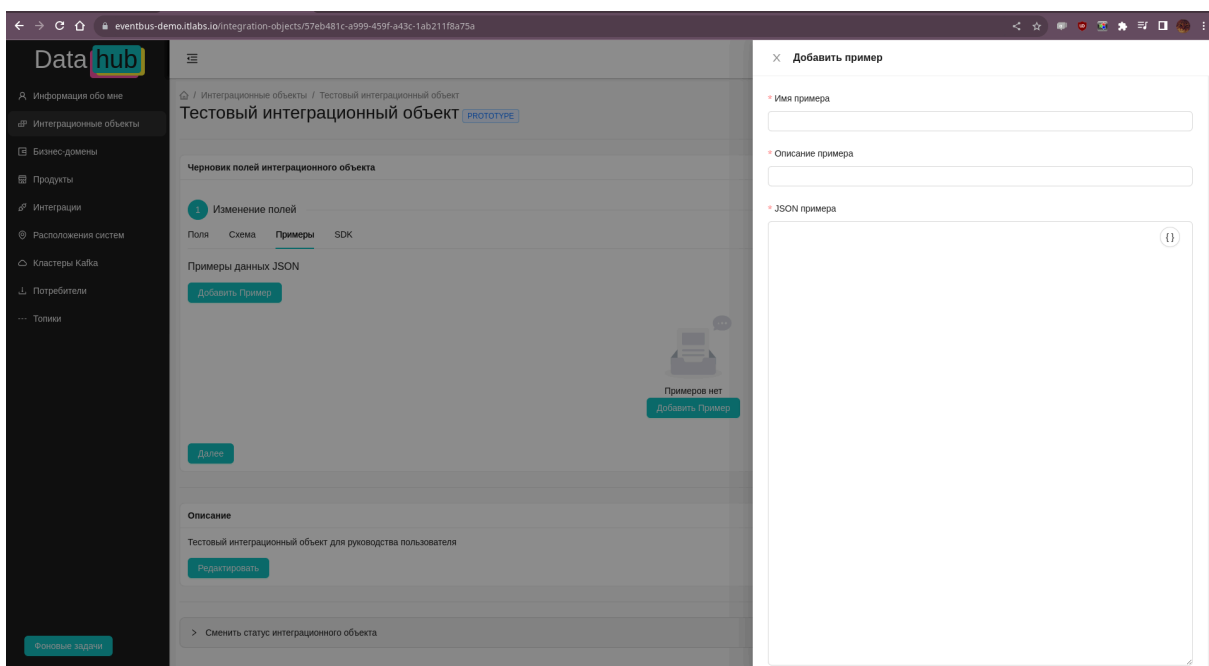 eventbus-demo.itlabs.io/integration-objects/57eb481c-a999-459f-a43c-1ab211f8a75a
Data hub
Информация обо мне
Интеграционные объекты
Бизнес-домены
Продукты
Интеграции
Расположения систем
Кластеры Kafka
Потребители
Топики
Фоновые задачи
/ Интеграционные объекты / Тестовый интеграционный объект
Тестовый интеграционный объект PROTOTYPE
Черновик полей интеграционного объекта
1 Изменение полей
Поля Схема Примеры SDK
Примеры данных JSON
Добавить Пример
Примеров нет
Добавить Пример
Далее
Описание
Тестовый интеграционный объект для руководства пользователя
Редактировать
Сменить статус интеграционного объекта
Добавить пример
* Имя примера
* Описание примера
* JSON примера
{}